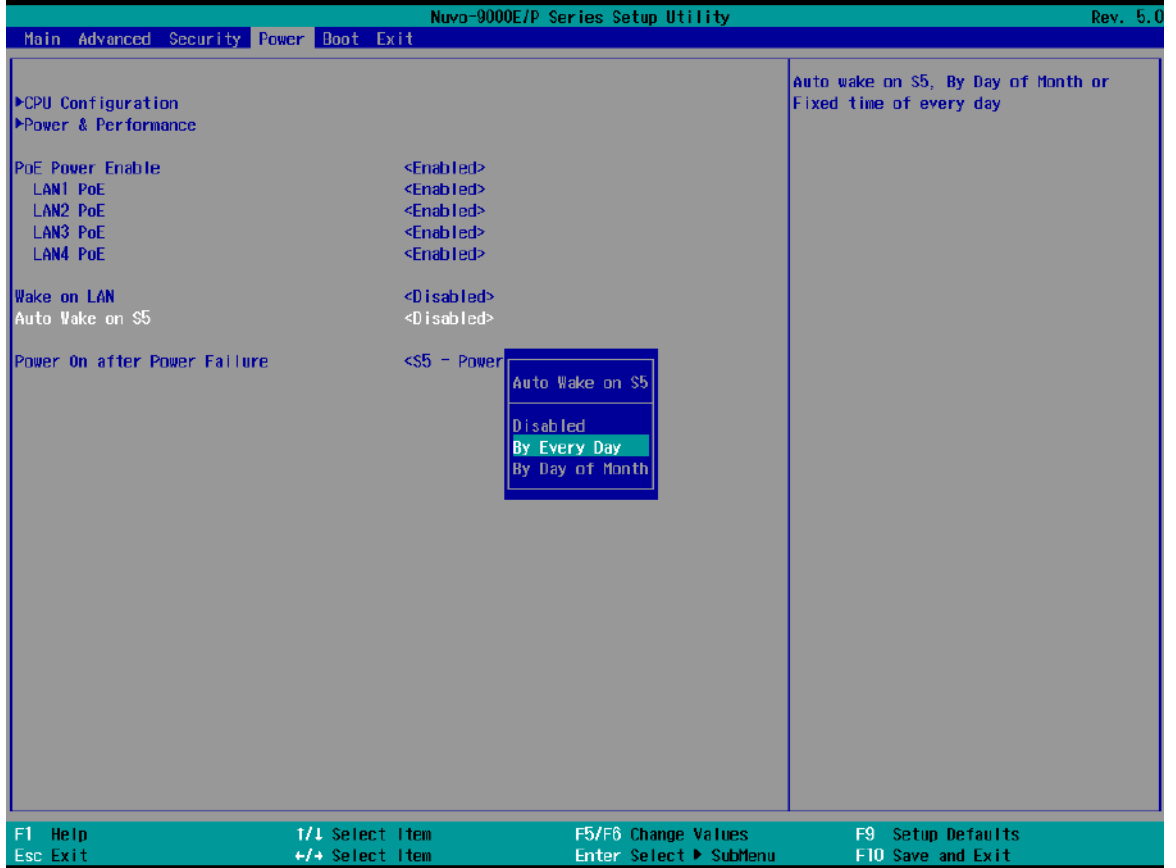 Nuvo-9000E/P Series Setup Utility Rev. 5.0
Main Advanced Security Power Boot Exit
▶CPU Configuration
▶Power & Performance
PoE Power Enable <Enabled>
LAN1 PoE <Enabled>
LAN2 PoE <Enabled>
LAN3 PoE <Enabled>
LAN4 PoE <Enabled>
Wake on LAN <Disabled>
Auto Wake on S5 <Disabled>
Power On after Power Failure <S5 - Power
Auto Wake on S5
Disabled
By Every Day
By Day of Month
Auto wake on S5, By Day of Month or
Fixed time of every day
F1 Help ↑/↓ Select Item F5/F6 Change Values F9 Setup Defaults
Esc Exit ←/→ Select Item Enter Select ▶ SubMenu F10 Save and Exit